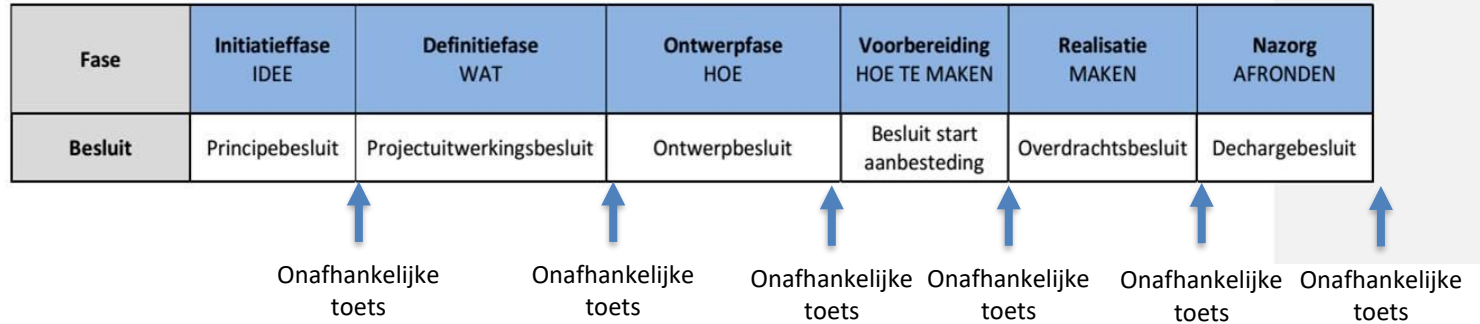 Fase
Initiatieffase
IDEE
Definitiefase
WAT
Ontwerpfase
HOE
Voorbereiding
HOE TE MAKEN
Realisatie
MAKEN
Nazorg
AFRONDEN
Besluit
Principebesluit
Projectuitwerkingsbesluit
Ontwerpbesluit
Besluit start
aanbesteding
Overdrachtsbesluit
Dechargebesluit
Onafhankelijke
toets
Onafhankelijke
toets
Onafhankelijke
toets
Onafhankelijke
toets
Onafhankelijke
toets
Onafhankelijke
toets